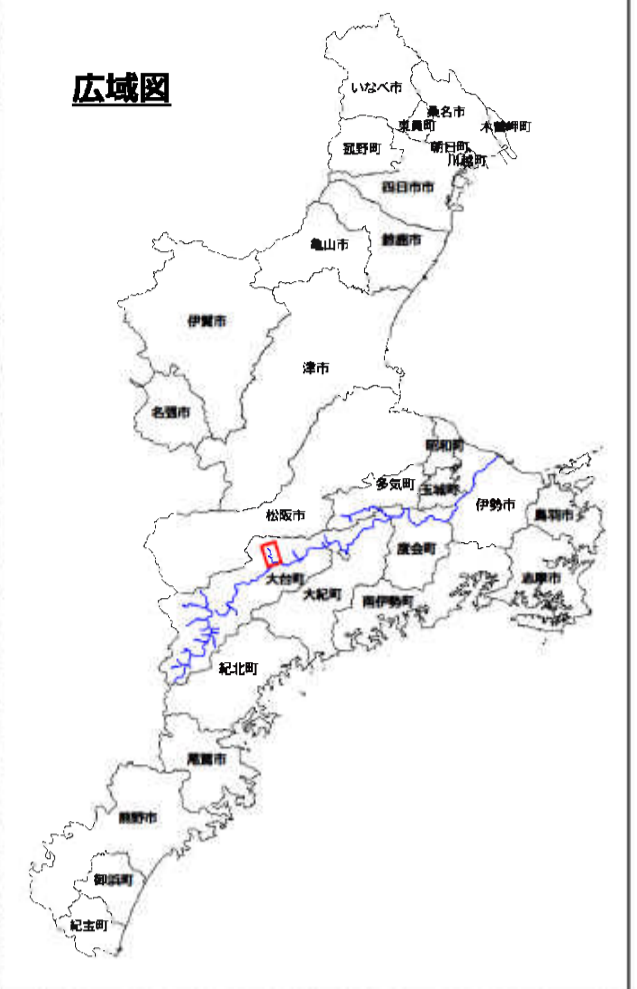 広域図
いなべ市
桑名市
東員町
木曽岬町
菰野町
朝日町
川越町
四日市市
亀山市
鈴鹿市
伊賀市
津市
名張市
明和町
多気町
玉城町
伊勢市
松阪市
鳥羽市
度会町
大台町
志摩市
大紀町
南伊勢町
紀北町
尾鷲市
熊野市
御浜町
紀宝町